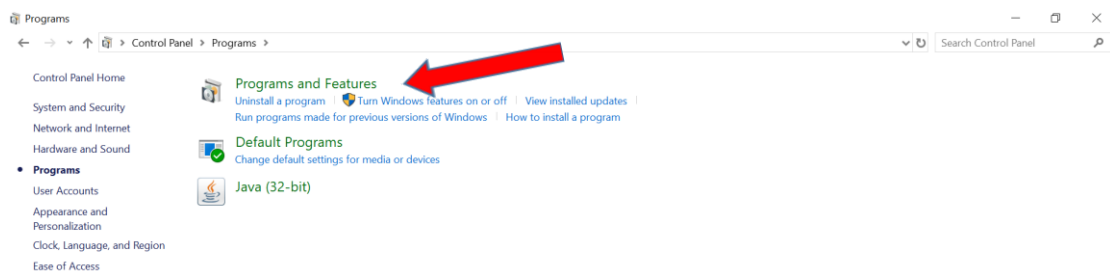 Programs
Control Panel > Programs >
Search Control Panel
Control Panel Home
System and Security
Network and Internet
Hardware and Sound
Programs
User Accounts
Appearance and
Personalization
Clock, Language, and Region
Ease of Access
Programs and Features
Uninstall a program
Turn Windows features on or off
View installed updates
Run programs made for previous versions of Windows
How to install a program
Default Programs
Change default settings for media or devices
Java (32-bit)